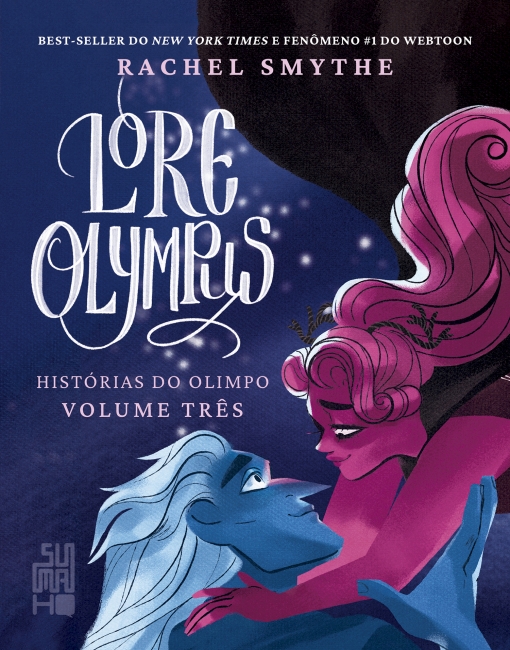 BEST-SELLER DO NEW YORK TIMES E FENÔMENO #1 DO WEBTOON
RACHEL SMYTHE
LORE
OLYMPUS
HISTÓRIAS DO OLIMPO
VOLUME TRÊS
SU
MA
HQ